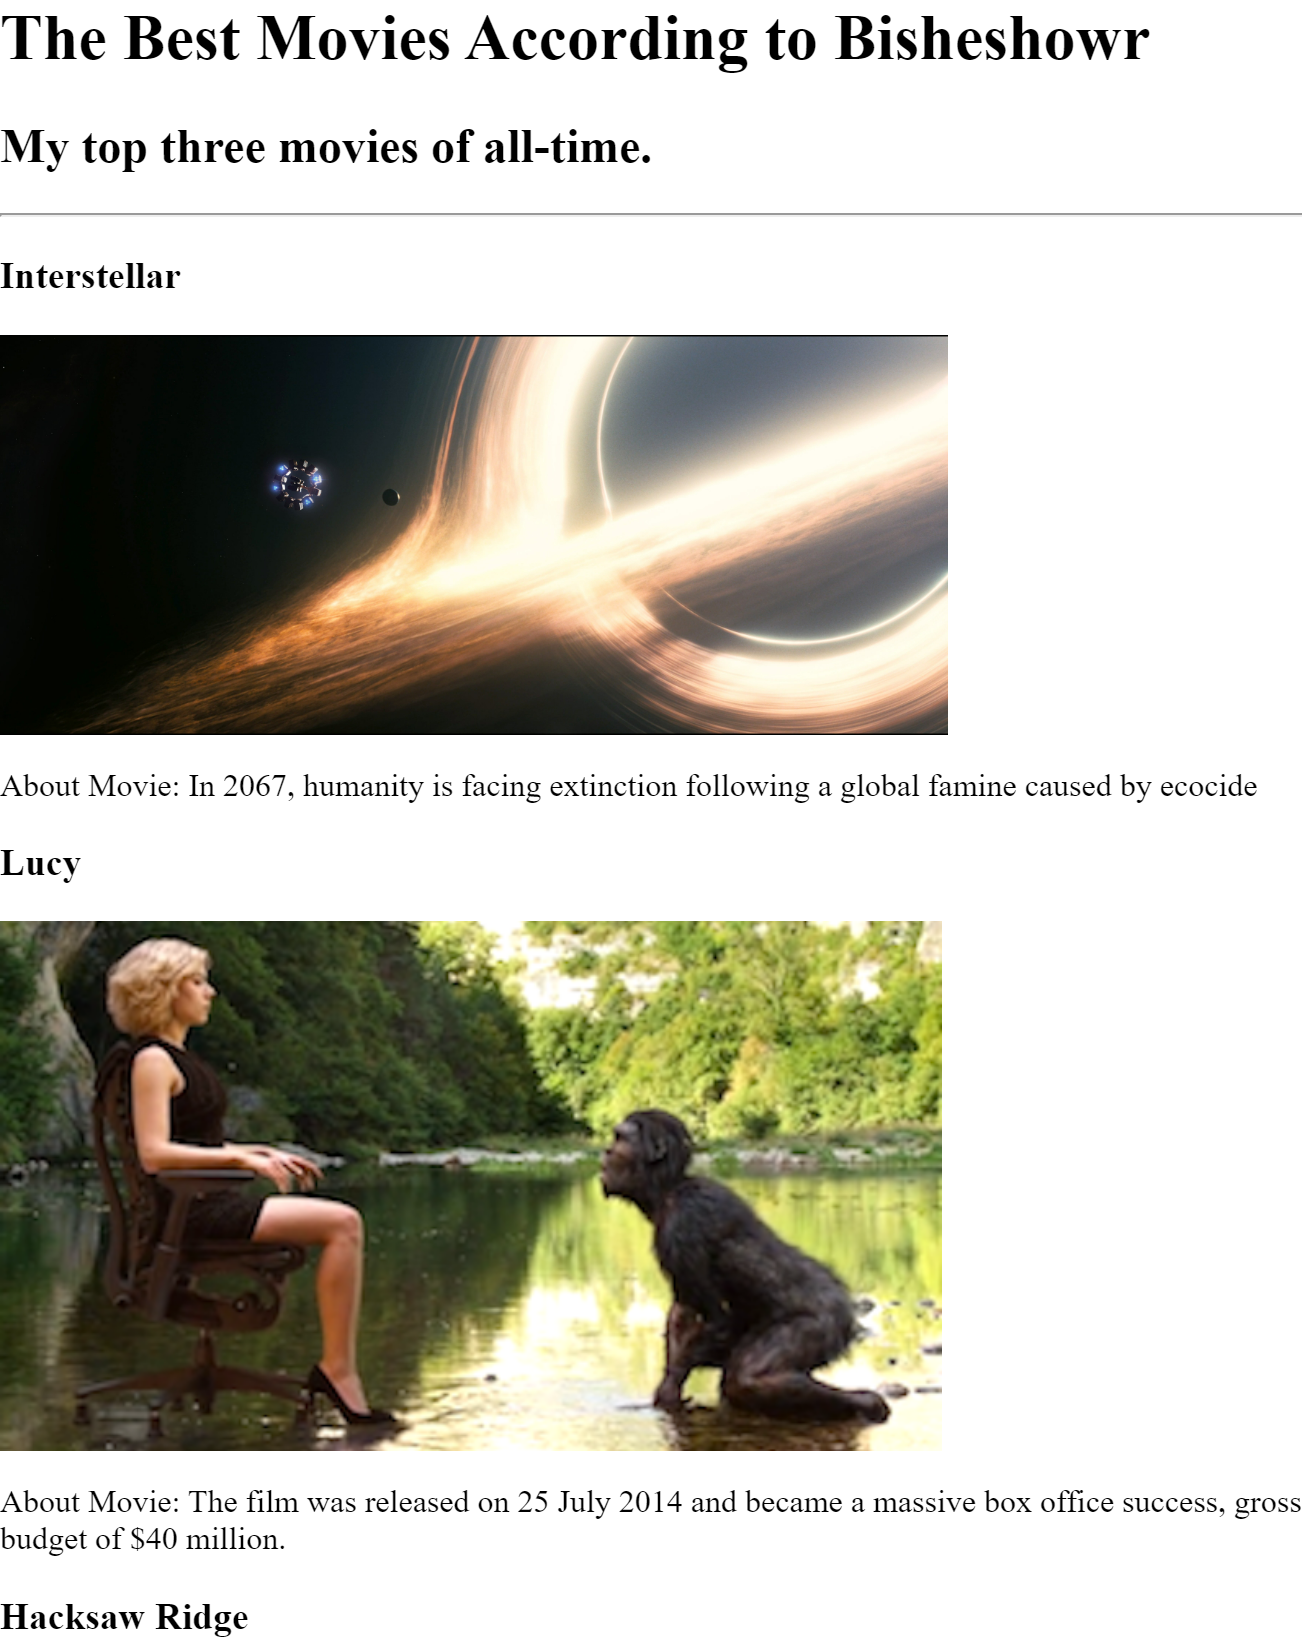 The Best Movies According to Bisheshowr
My top three movies of all-time.
Interstellar
About Movie: In 2067, humanity is facing extinction following a global famine caused by ecocide
Lucy
About Movie: The film was released on 25 July 2014 and became a massive box office success, gross
budget of $40 million.
Hacksaw Ridge